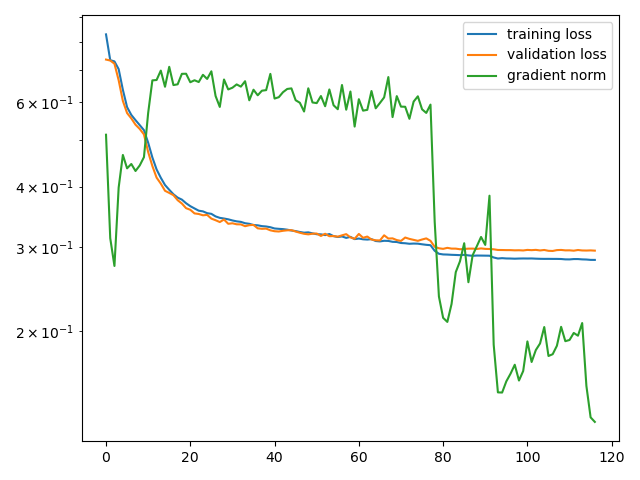 training loss
validation loss
gradient norm
6 × 10⁻¹
4 × 10⁻¹
3 × 10⁻¹
2 × 10⁻¹
0 20 40 60 80 100 120